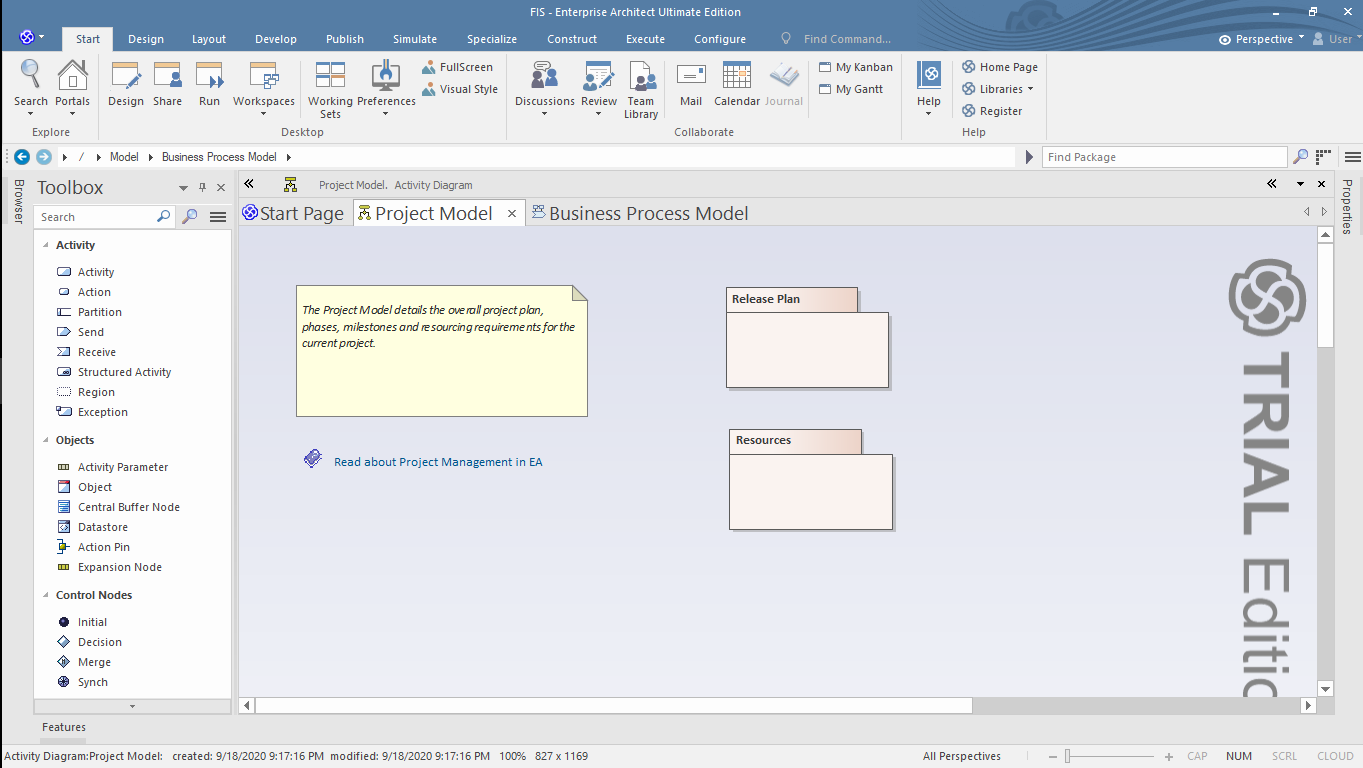 FIS - Enterprise Architect Ultimate Edition
Start Design Layout Develop Publish Simulate Specialize Construct Execute Configure Find Command... Perspective User
FullScreen
Visual Style
My Kanban
My Gantt
Home Page
Libraries
Register
Search Portals Design Share Run Workspaces Working Sets Preferences Discussions Review Team Library Mail Calendar Journal Help
Explore Desktop Collaborate Help
/ Model Business Process Model Find Package
Browser
Toolbox
Project Model. Activity Diagram
Properties
Search
Start Page Project Model Business Process Model
Activity
Activity
Action
Partition
Send
Receive
Structured Activity
Region
Exception
Objects
Activity Parameter
Object
Central Buffer Node
Datastore
Action Pin
Expansion Node
Control Nodes
Initial
Decision
Merge
Synch
Features
The Project Model details the overall project plan,
phases, milestones and resourcing requirements for the
current project.
Read about Project Management in EA
Release Plan
Resources
TRIAL Editio
Activity Diagram:Project Model: created: 9/18/2020 9:17:16 PM modified: 9/18/2020 9:17:16 PM 100% 827 x 1169 All Perspectives CAP NUM SCRL CLOUD